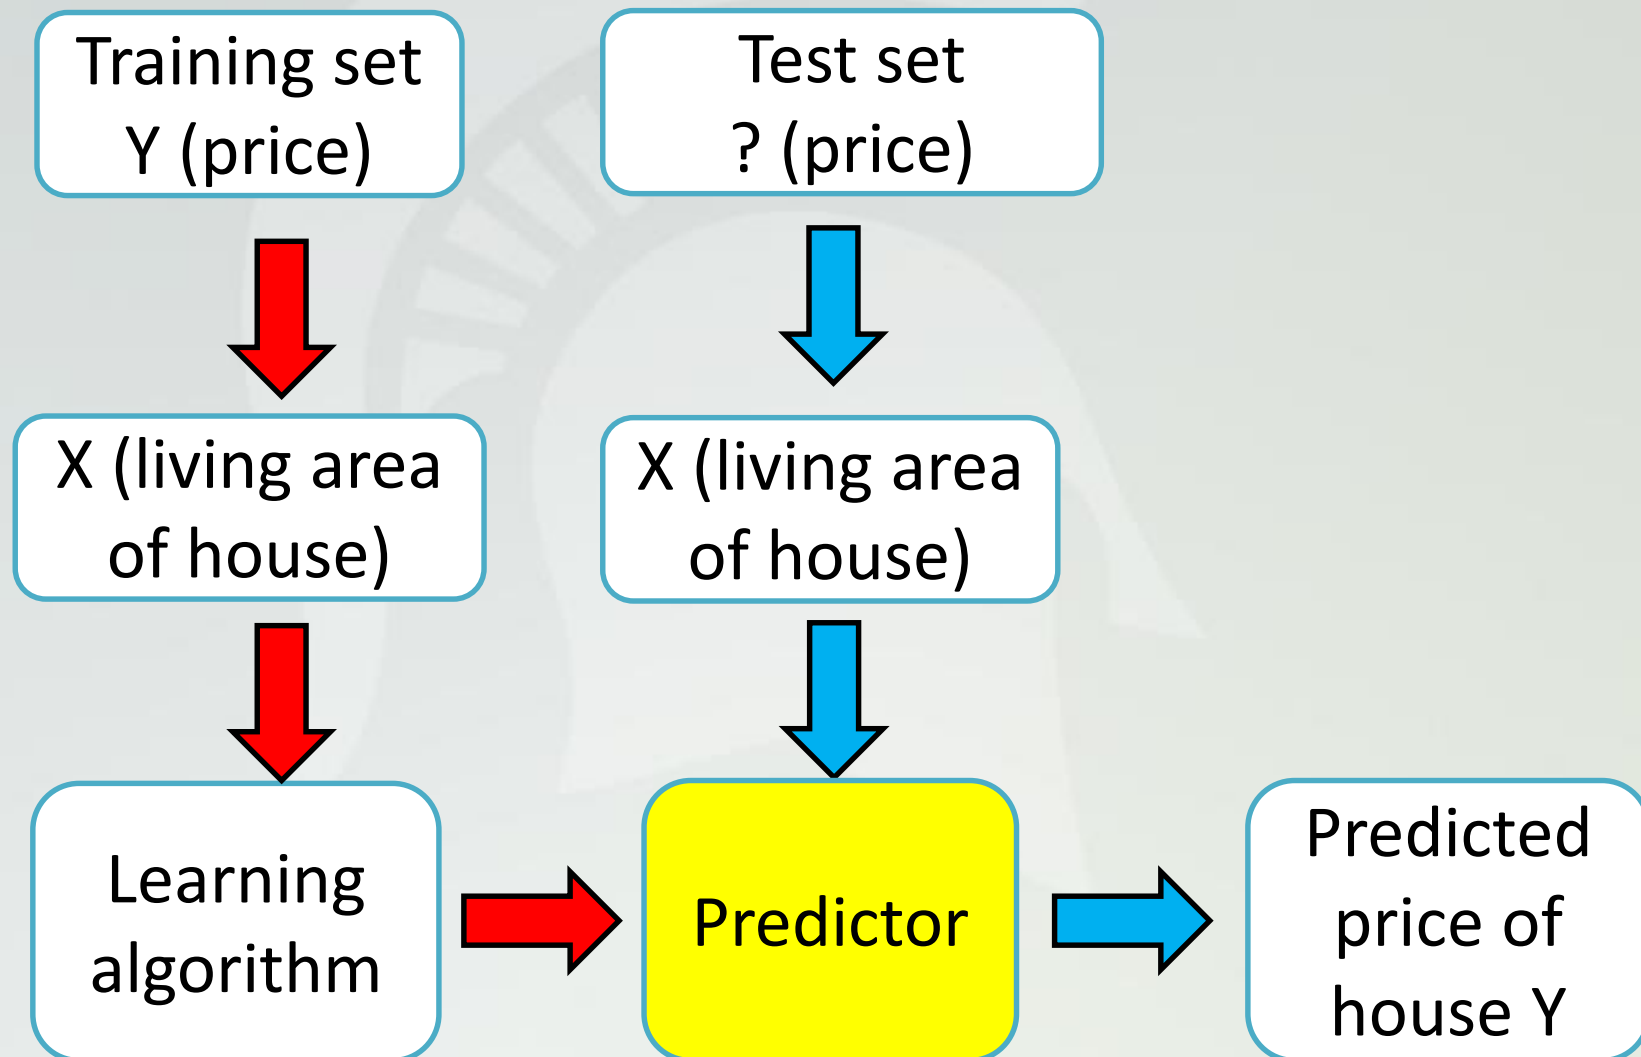 Training set
Y (price)
Test set
? (price)
X (living area
of house)
X (living area
of house)
Learning
algorithm
Predictor
Predicted
price of
house Y